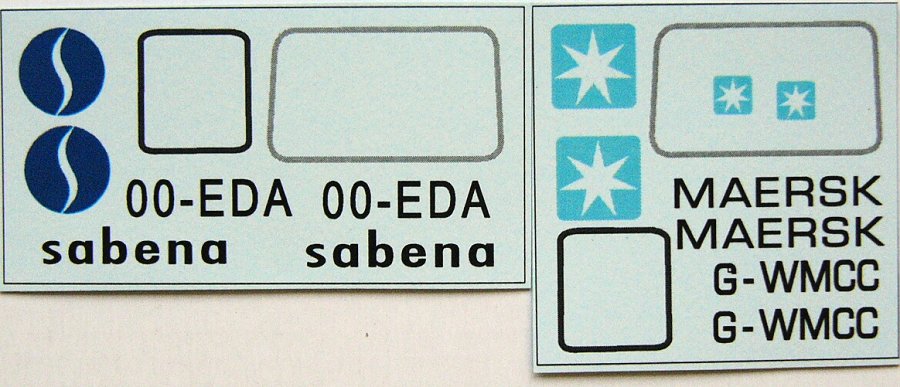 00-EDA 00-EDA
sabena sabena
MAERSK
MAERSK
G-WMCC
G-WMCC